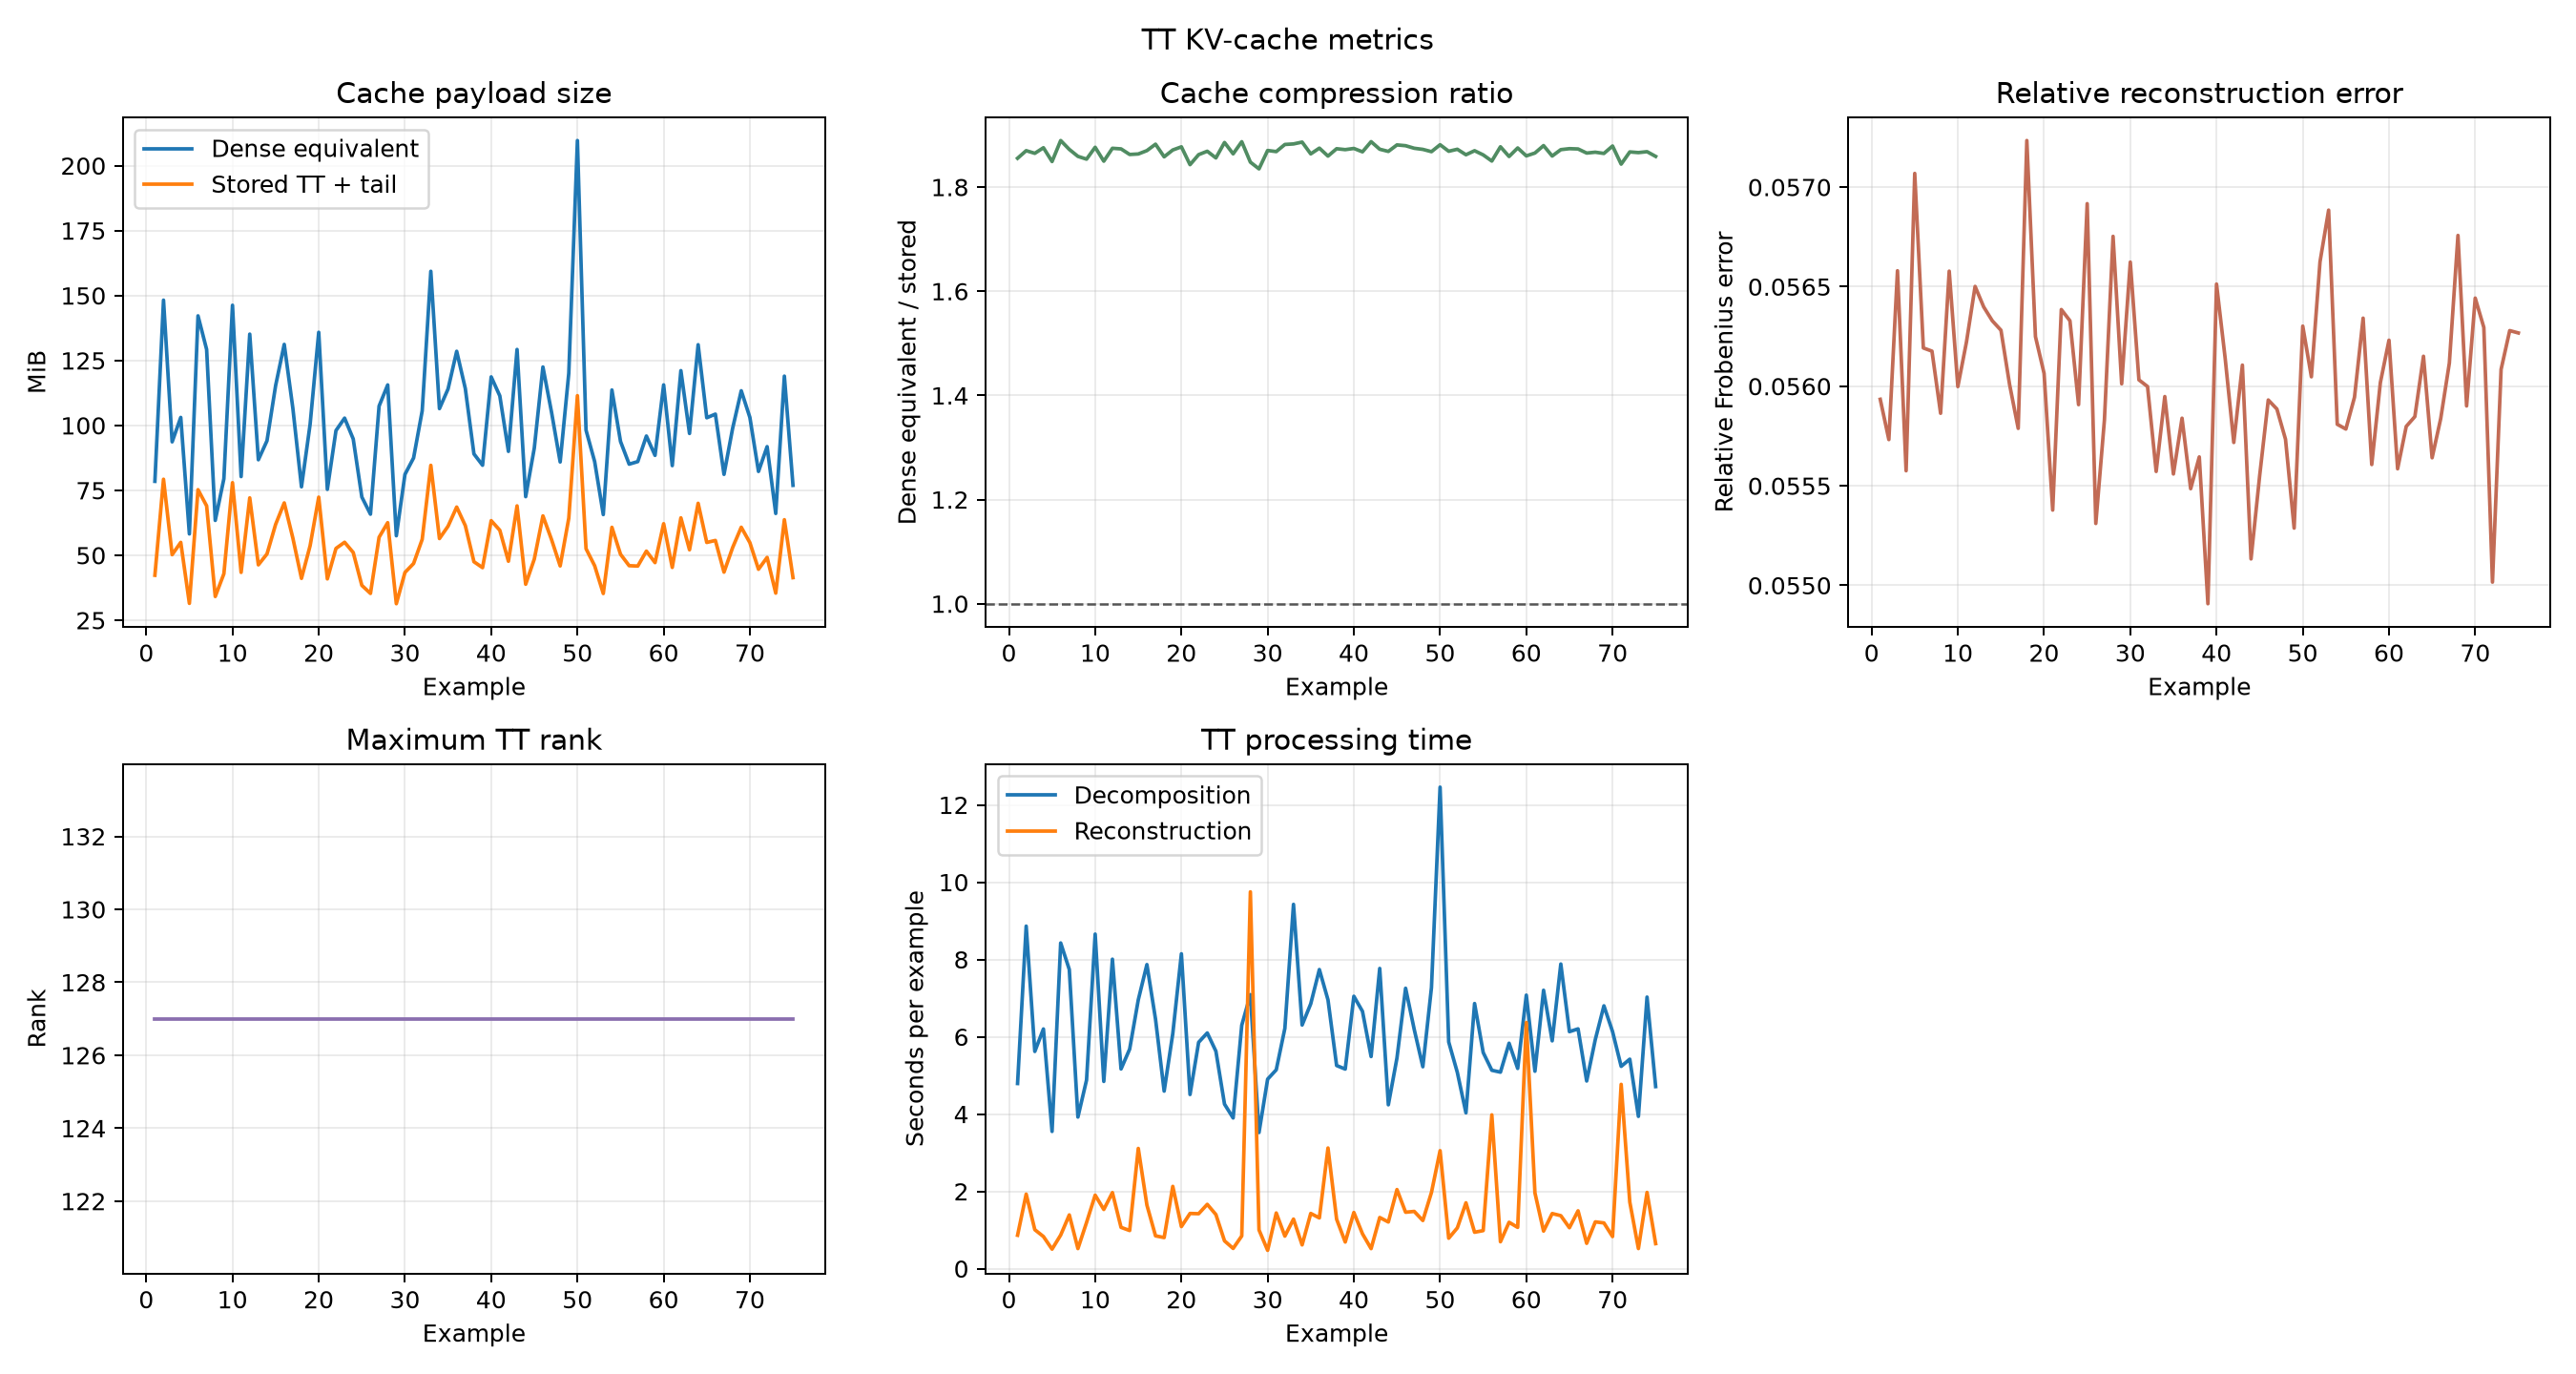 TT KV-cache metrics
Cache payload size
Dense equivalent
Stored TT + tail
MiB
200
175
150
125
100
75
50
25
0 10 20 30 40 50 60 70
Example
Cache compression ratio
Dense equivalent / stored
1.8
1.6
1.4
1.2
1.0
0 10 20 30 40 50 60 70
Example
Relative reconstruction error
Relative Frobenius error
0.0570
0.0565
0.0560
0.0555
0.0550
0 10 20 30 40 50 60 70
Example
Maximum TT rank
Rank
132
130
128
126
124
122
0 10 20 30 40 50 60 70
Example
TT processing time
Decomposition
Reconstruction
Seconds per example
12
10
8
6
4
2
0
0 10 20 30 40 50 60 70
Example